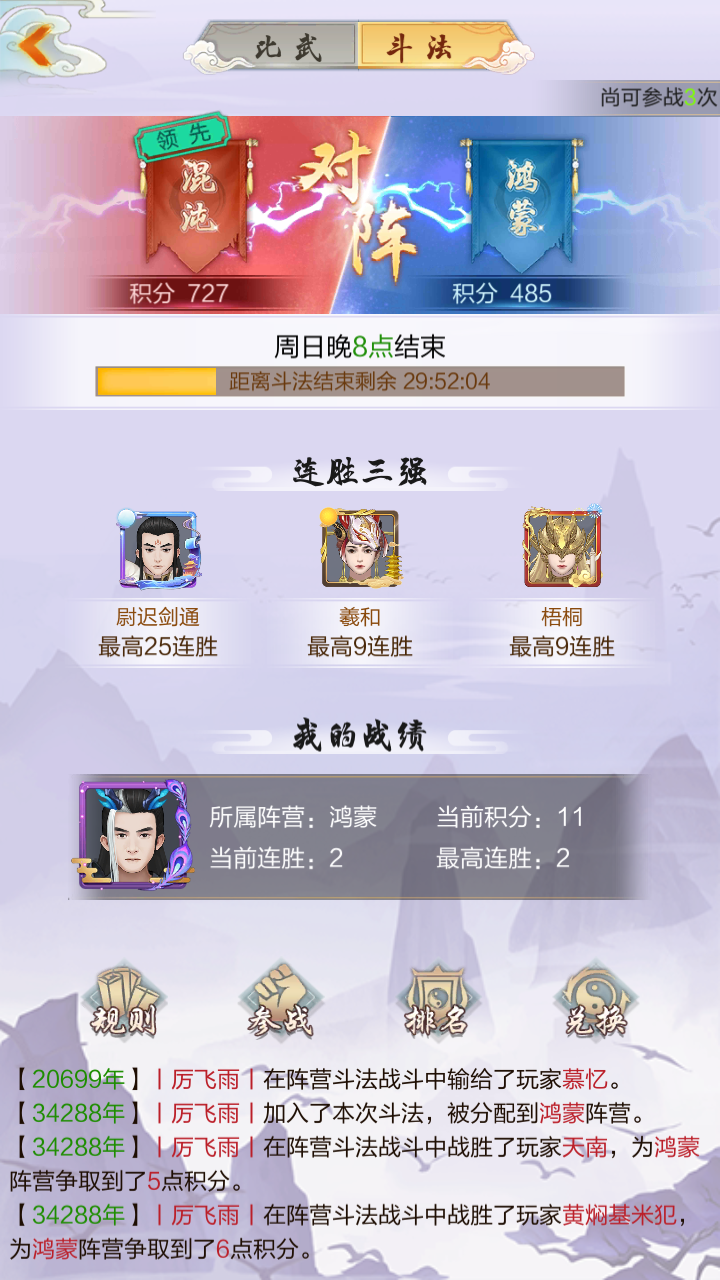 比武 斗法
尚可参战3次
领先
混沌
对阵
鸿蒙
积分 727
积分 485
周日晚8点结束
距离斗法结束剩余 29:52:04
连胜三强
尉迟剑通 羲和 梧桐
最高25连胜 最高9连胜 最高9连胜
我的战绩
所属阵营：鸿蒙 当前积分：11
当前连胜：2 最高连胜：2
规则 参战 排名 兑换
【20699年】丨厉飞雨丨在阵营斗法战斗中输给了玩家慕忆。
【34288年】丨厉飞雨丨加入了本次斗法，被分配到鸿蒙阵营。
【34288年】丨厉飞雨丨在阵营斗法战斗中战胜了玩家天南，为鸿蒙
阵营争取到了5点积分。
【34288年】丨厉飞雨丨在阵营斗法战斗中战胜了玩家黄焖基米犯，
为鸿蒙阵营争取到了6点积分。